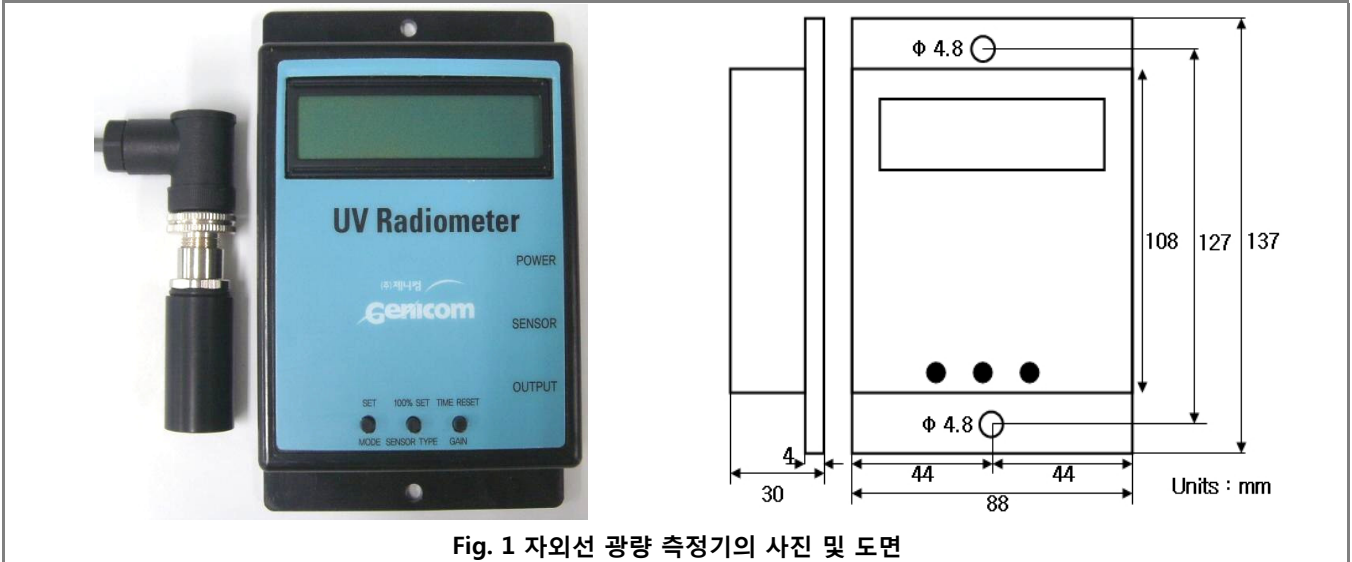 UV Radiometer
POWER
(주)제니컴
Genicom
SENSOR
OUTPUT
SET 100% SET TIME RESET
MODE SENSOR TYPE GAIN
Φ 4.8
108 127 137
Φ 4.8
4
44 44
30
88
Units : mm
Fig. 1 자외선 광량 측정기의 사진 및 도면